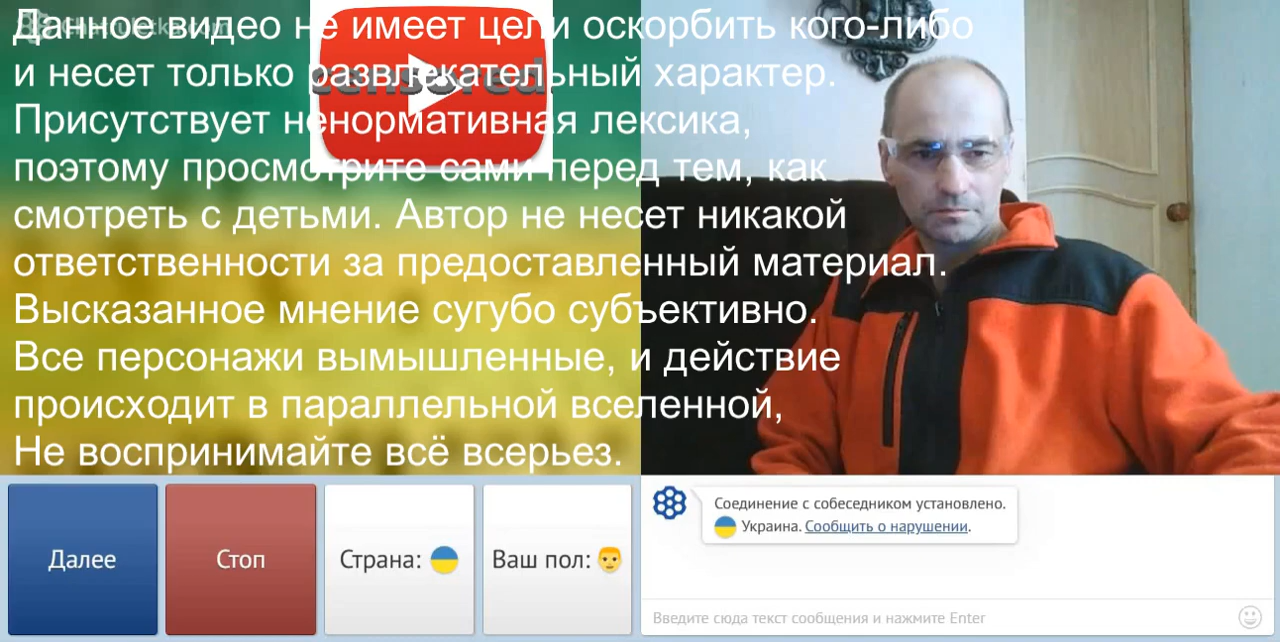 Данное видео не имеет цели оскорбить кого-либо
и несет только развлекательный характер.
Присутствует ненормативная лексика,
поэтому просмотрите сами перед тем, как
смотреть с детьми. Автор не несет никакой
ответственности за предоставленный материал.
Высказанное мнение сугубо субъективно.
Все персонажи вымышленные, и действие
происходит в параллельной вселенной,
Не воспринимайте всё всерьез.
censored
Далее
Стоп
Страна:
Ваш пол:
Соединение с собеседником установлено.
Украина. Сообщить о нарушении.
Введите сюда текст сообщения и нажмите Enter